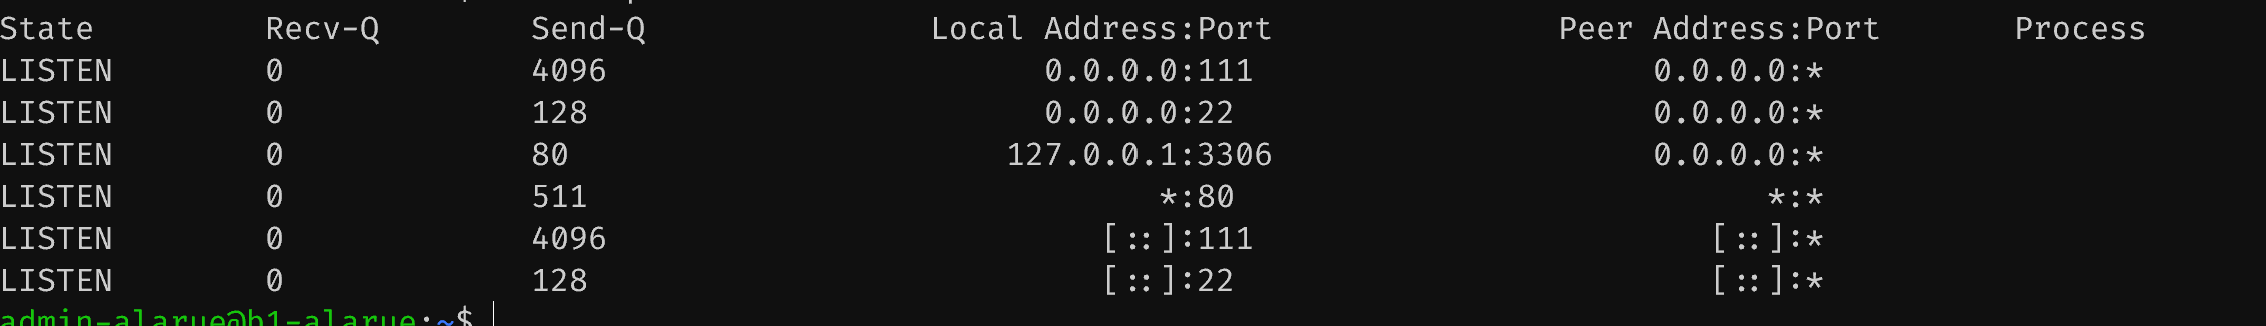 State Recv-Q Send-Q Local Address:Port Peer Address:Port Process
LISTEN 0 4096 0.0.0.0:111 0.0.0.0:*
LISTEN 0 128 0.0.0.0:22 0.0.0.0:*
LISTEN 0 80 127.0.0.1:3306 0.0.0.0:*
LISTEN 0 511 *:80 *:*
LISTEN 0 4096 [::]:111 [::]:*
LISTEN 0 128 [::]:22 [::]:*
admin-alarue@b1-alarue:~$